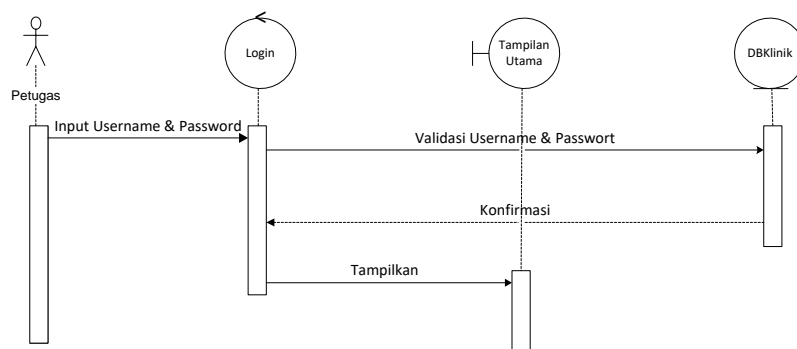 Login
Tampilan
Utama
DBKlinik
Petugas
Input Username & Password
Validasi Username & Passwort
Konfirmasi
Tampilkan